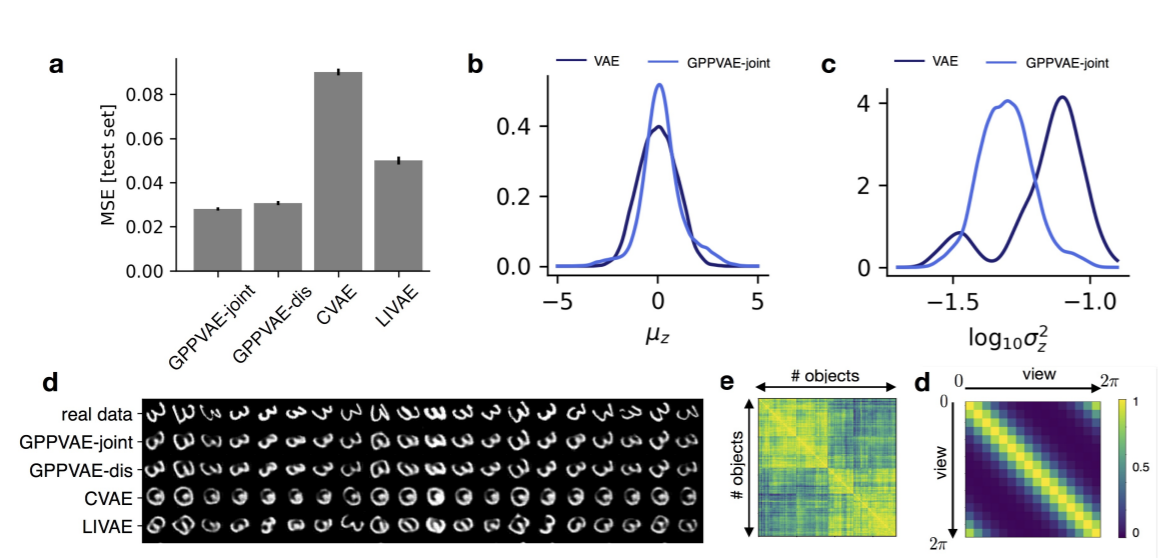 a
MSE [test set]
0.08
0.06
0.04
0.02
0.00
GPPVAE-joint
GPPVAE-dis
CVAE
LIVAE
b
VAE
GPPVAE-joint
0.4
0.2
0.0
−5
0
5
μz
c
VAE
GPPVAE-joint
4
2
0
−1.5
−1.0
log10σz2
d
real data
GPPVAE-joint
GPPVAE-dis
CVAE
LIVAE
e
# objects
# objects
d
0
view
2π
0
view
2π
1
0.5
0